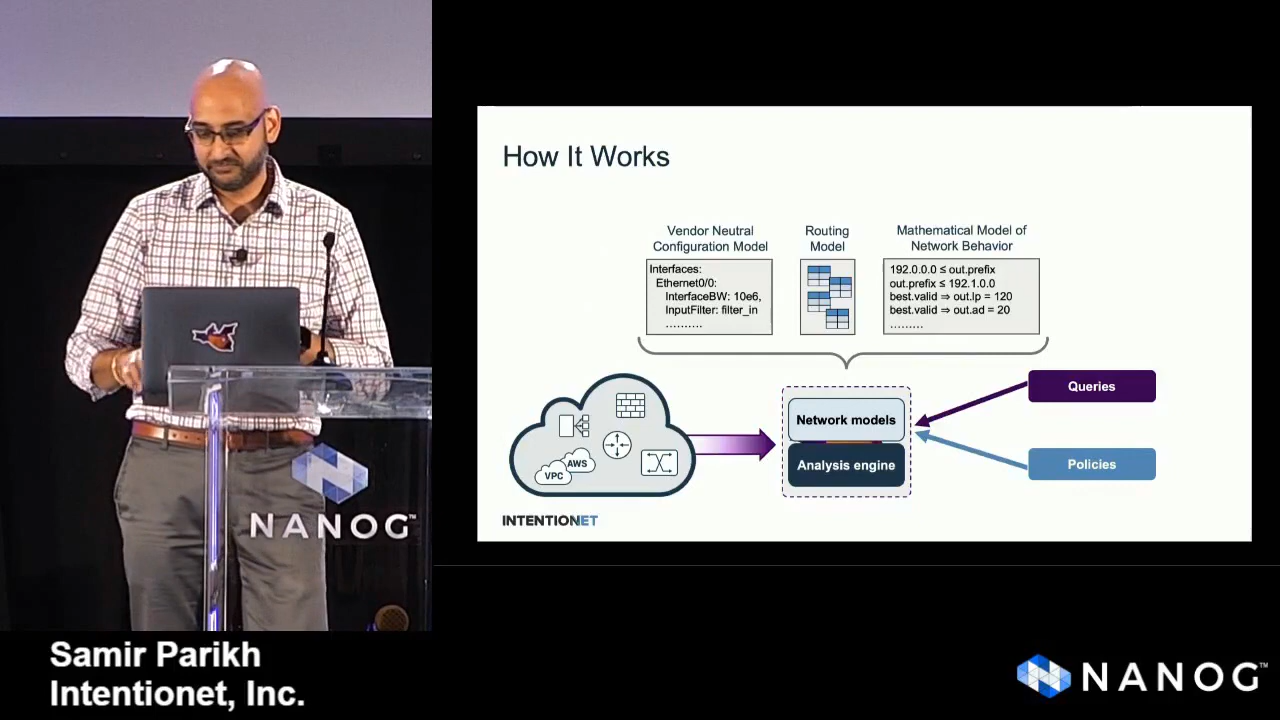 How It Works
Vendor Neutral
Configuration Model
Interfaces:
Ethernet0/0:
InterfaceBW: 10e6,
InputFilter: filter_in
..........
Routing
Model
Mathematical Model of
Network Behavior
192.0.0.0 ≤ out.prefix
out.prefix ≤ 192.1.0.0
best.valid ⇒ out.lp = 120
best.valid ⇒ out.ad = 20
.........
AWS
VPC
Network models
Analysis engine
Queries
Policies
INTENTIONET
NANOG™
Samir Parikh
Intentionet, Inc.
NANOG™